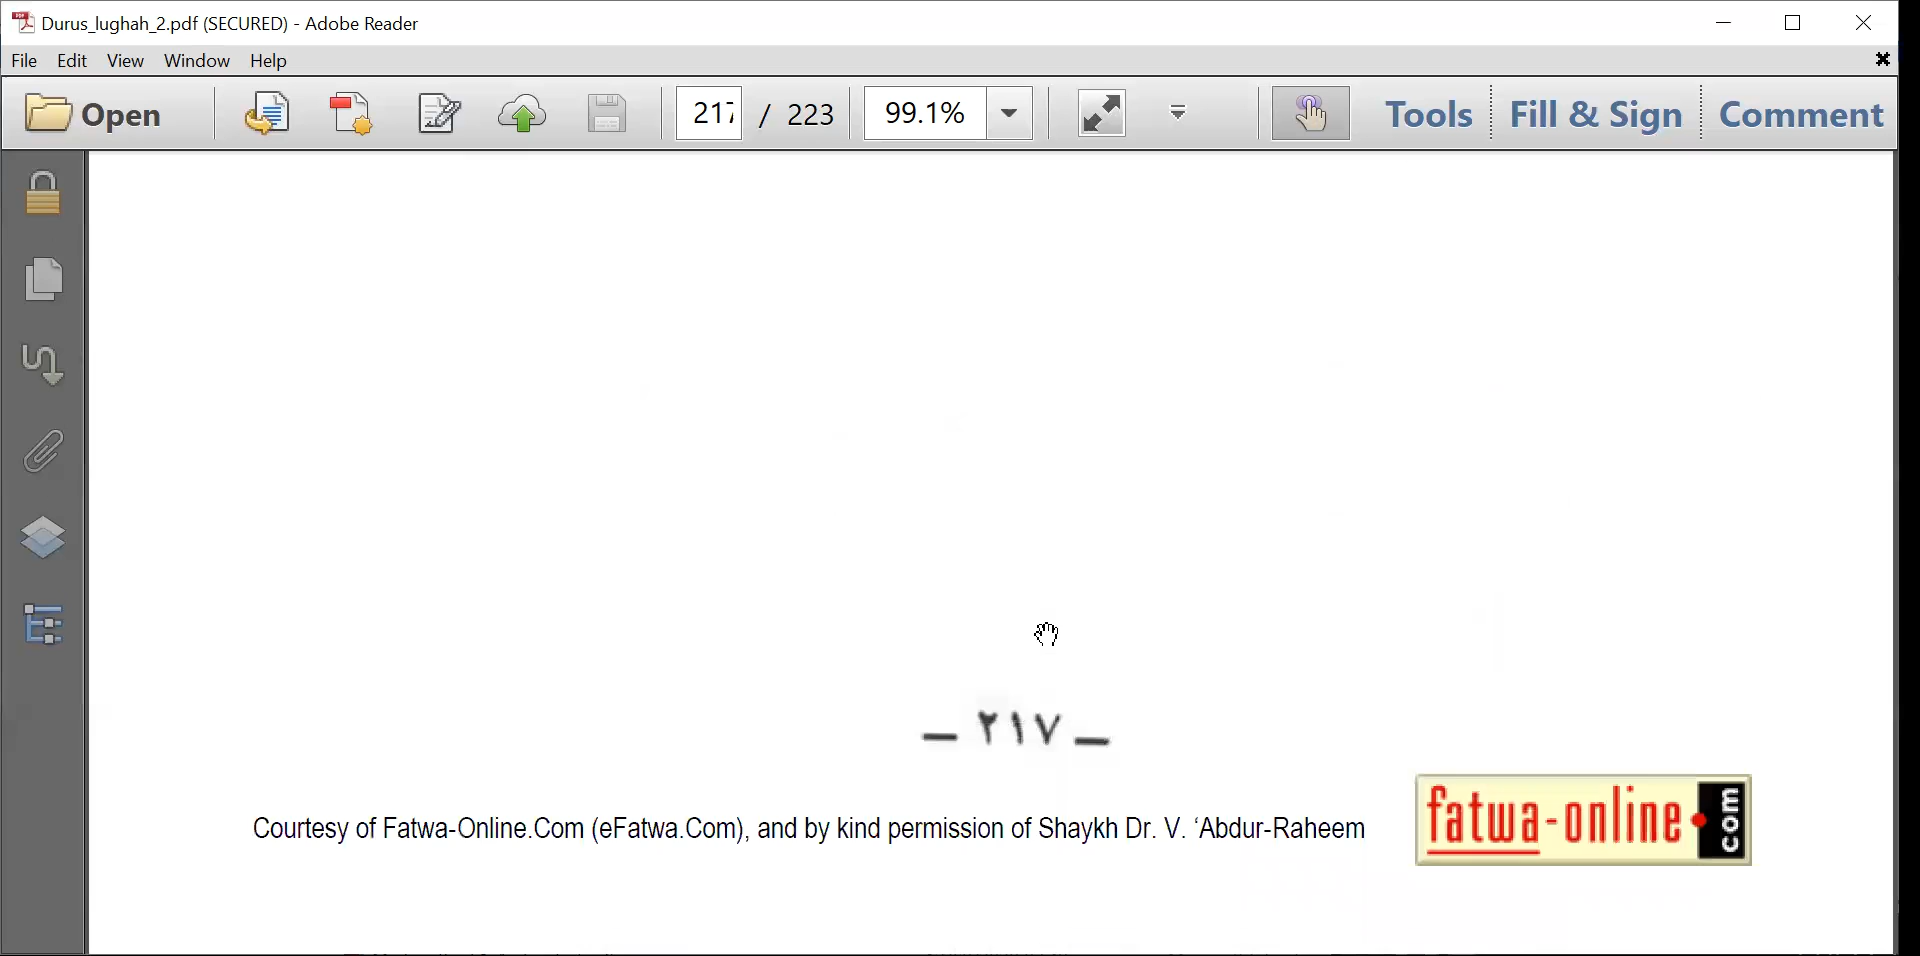 Durus_lughah_2.pdf (SECURED) - Adobe Reader
File Edit View Window Help
Open 217 / 223 99.1% Tools Fill & Sign Comment
— ٢١٧ —
Courtesy of Fatwa-Online.Com (eFatwa.Com), and by kind permission of Shaykh Dr. V. ‘Abdur-Raheem
fatwa-online.com